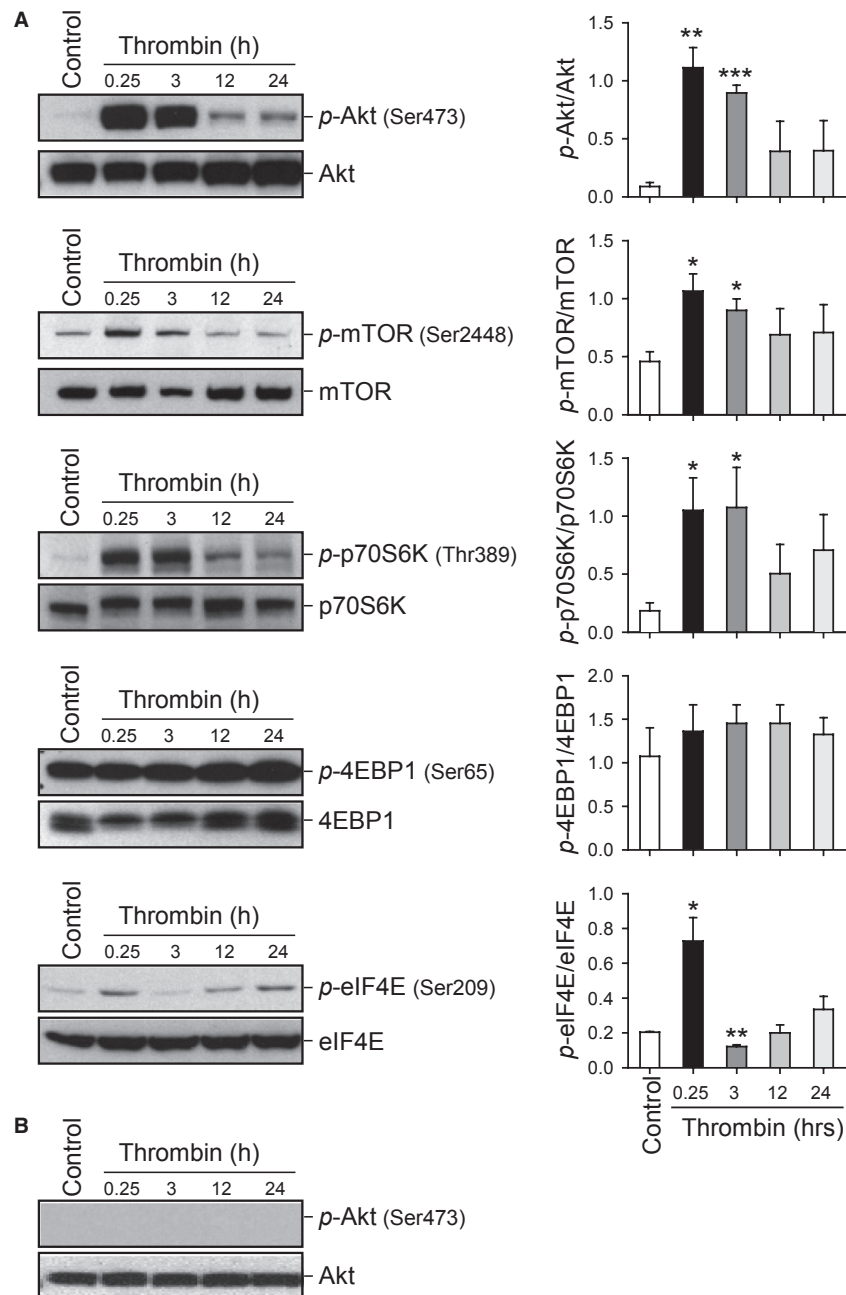 A
Control
Thrombin (h)
0.25 3 12 24
p-Akt (Ser473)
Akt
p-Akt/Akt
1.5
1.0
0.5
0.0
**
***
Control
Thrombin (h)
0.25 3 12 24
p-mTOR (Ser2448)
mTOR
p-mTOR/mTOR
1.5
1.0
0.5
0.0
*
*
Control
Thrombin (h)
0.25 3 12 24
p-p70S6K (Thr389)
p70S6K
p-p70S6K/p70S6K
1.5
1.0
0.5
0.0
*
*
Control
Thrombin (h)
0.25 3 12 24
p-4EBP1 (Ser65)
4EBP1
p-4EBP1/4EBP1
2.0
1.5
1.0
0.5
0.0
Control
Thrombin (h)
0.25 3 12 24
p-eIF4E (Ser209)
eIF4E
p-eIF4E/eIF4E
1.0
0.8
0.6
0.4
0.2
0.0
*
**
Control
0.25 3 12 24
Thrombin (hrs)
B
Control
Thrombin (h)
0.25 3 12 24
p-Akt (Ser473)
Akt